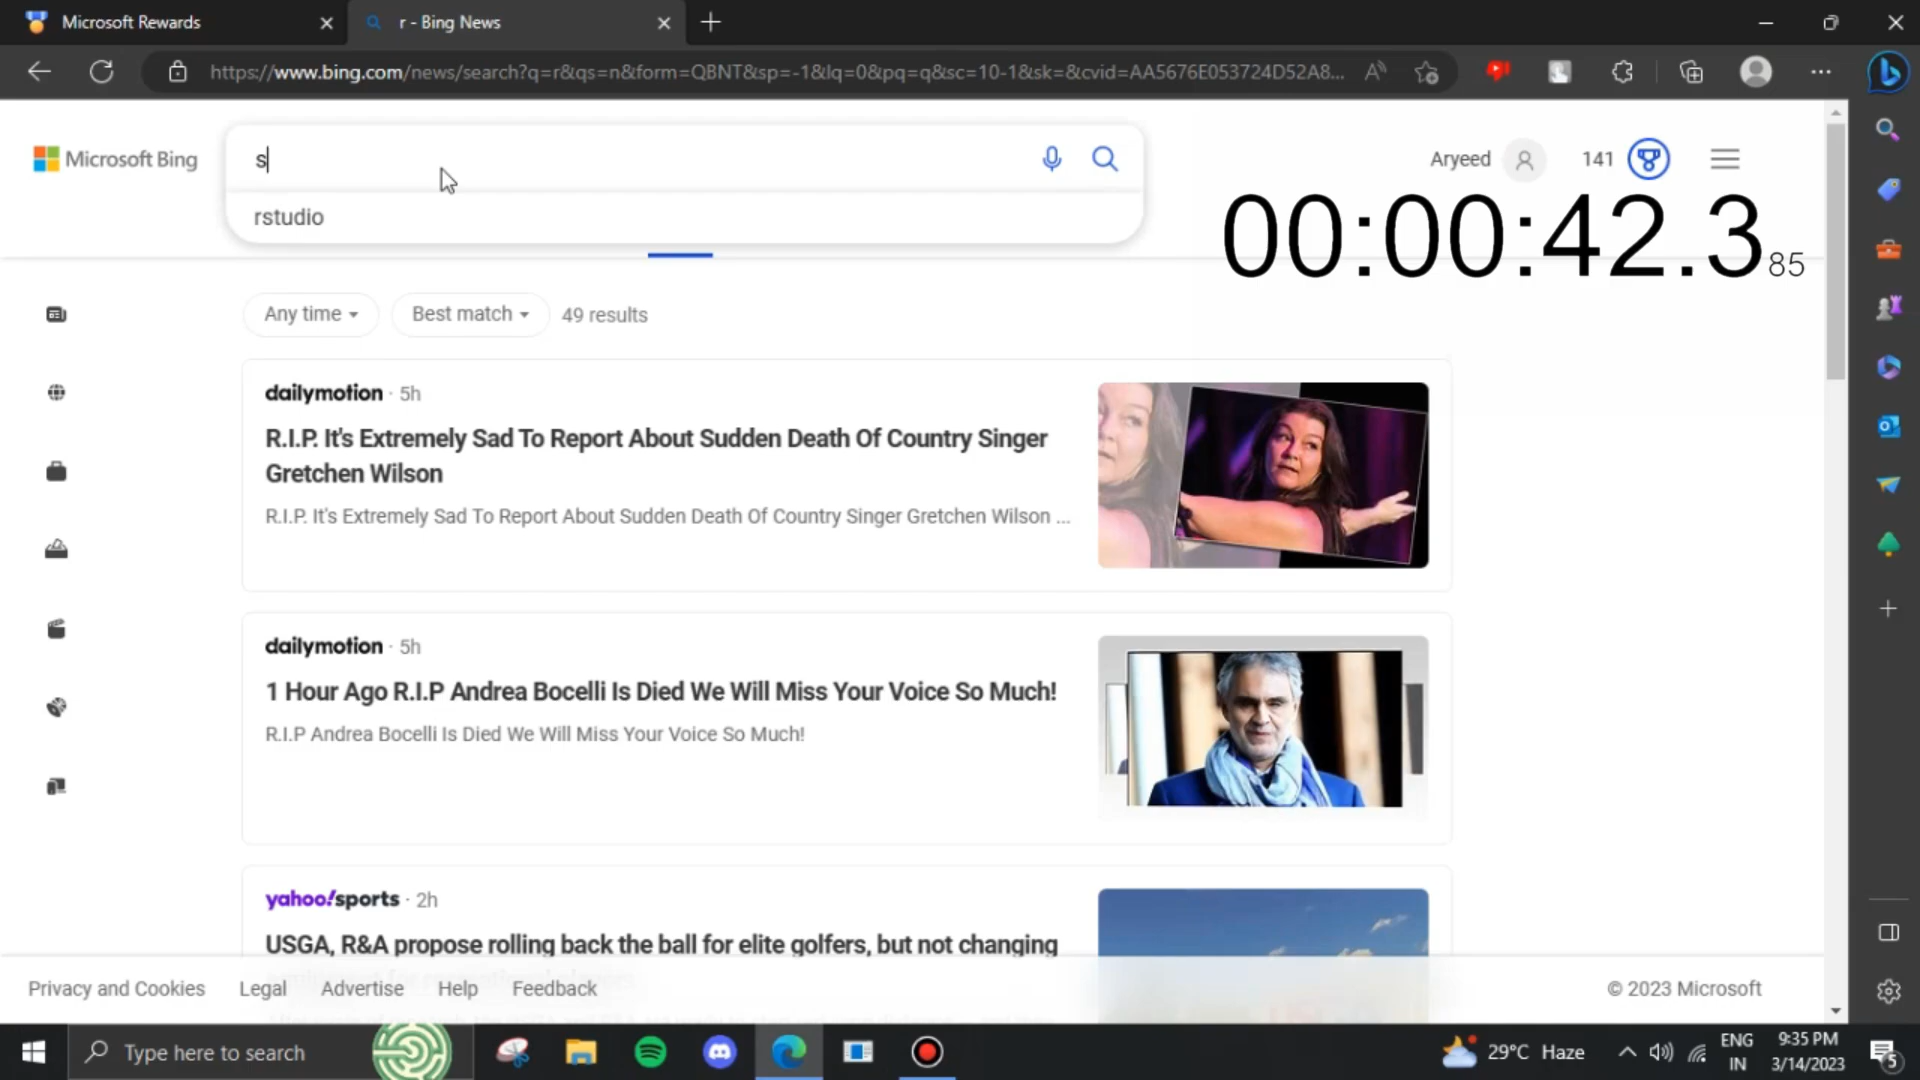 Microsoft Rewards
r - Bing News
https://www.bing.com/news/search?q=r&qs=n&form=QBNT&sp=-1&lq=0&pq=q&sc=10-1&sk=&cvid=AA5676E053724D52A8...
Microsoft Bing
s
Aryeed
141
rstudio
00:00:42.385
Any time
Best match
49 results
dailymotion · 5h
R.I.P. It's Extremely Sad To Report About Sudden Death Of Country Singer
Gretchen Wilson
R.I.P. It's Extremely Sad To Report About Sudden Death Of Country Singer Gretchen Wilson ...
dailymotion · 5h
1 Hour Ago R.I.P Andrea Bocelli Is Died We Will Miss Your Voice So Much!
R.I.P Andrea Bocelli Is Died We Will Miss Your Voice So Much!
yahoo!sports · 2h
USGA, R&A propose rolling back the ball for elite golfers, but not changing
Privacy and Cookies
Legal
Advertise
Help
Feedback
© 2023 Microsoft
Type here to search
29°C Haze
ENG
IN
9:35 PM
3/14/2023
5